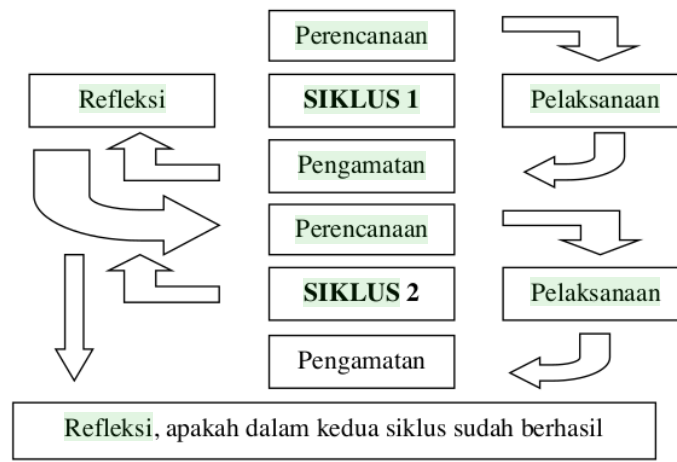 Perencanaan
Refleksi
SIKLUS 1
Pelaksanaan
Pengamatan
Perencanaan
SIKLUS 2
Pelaksanaan
Pengamatan
Refleksi, apakah dalam kedua siklus sudah berhasil